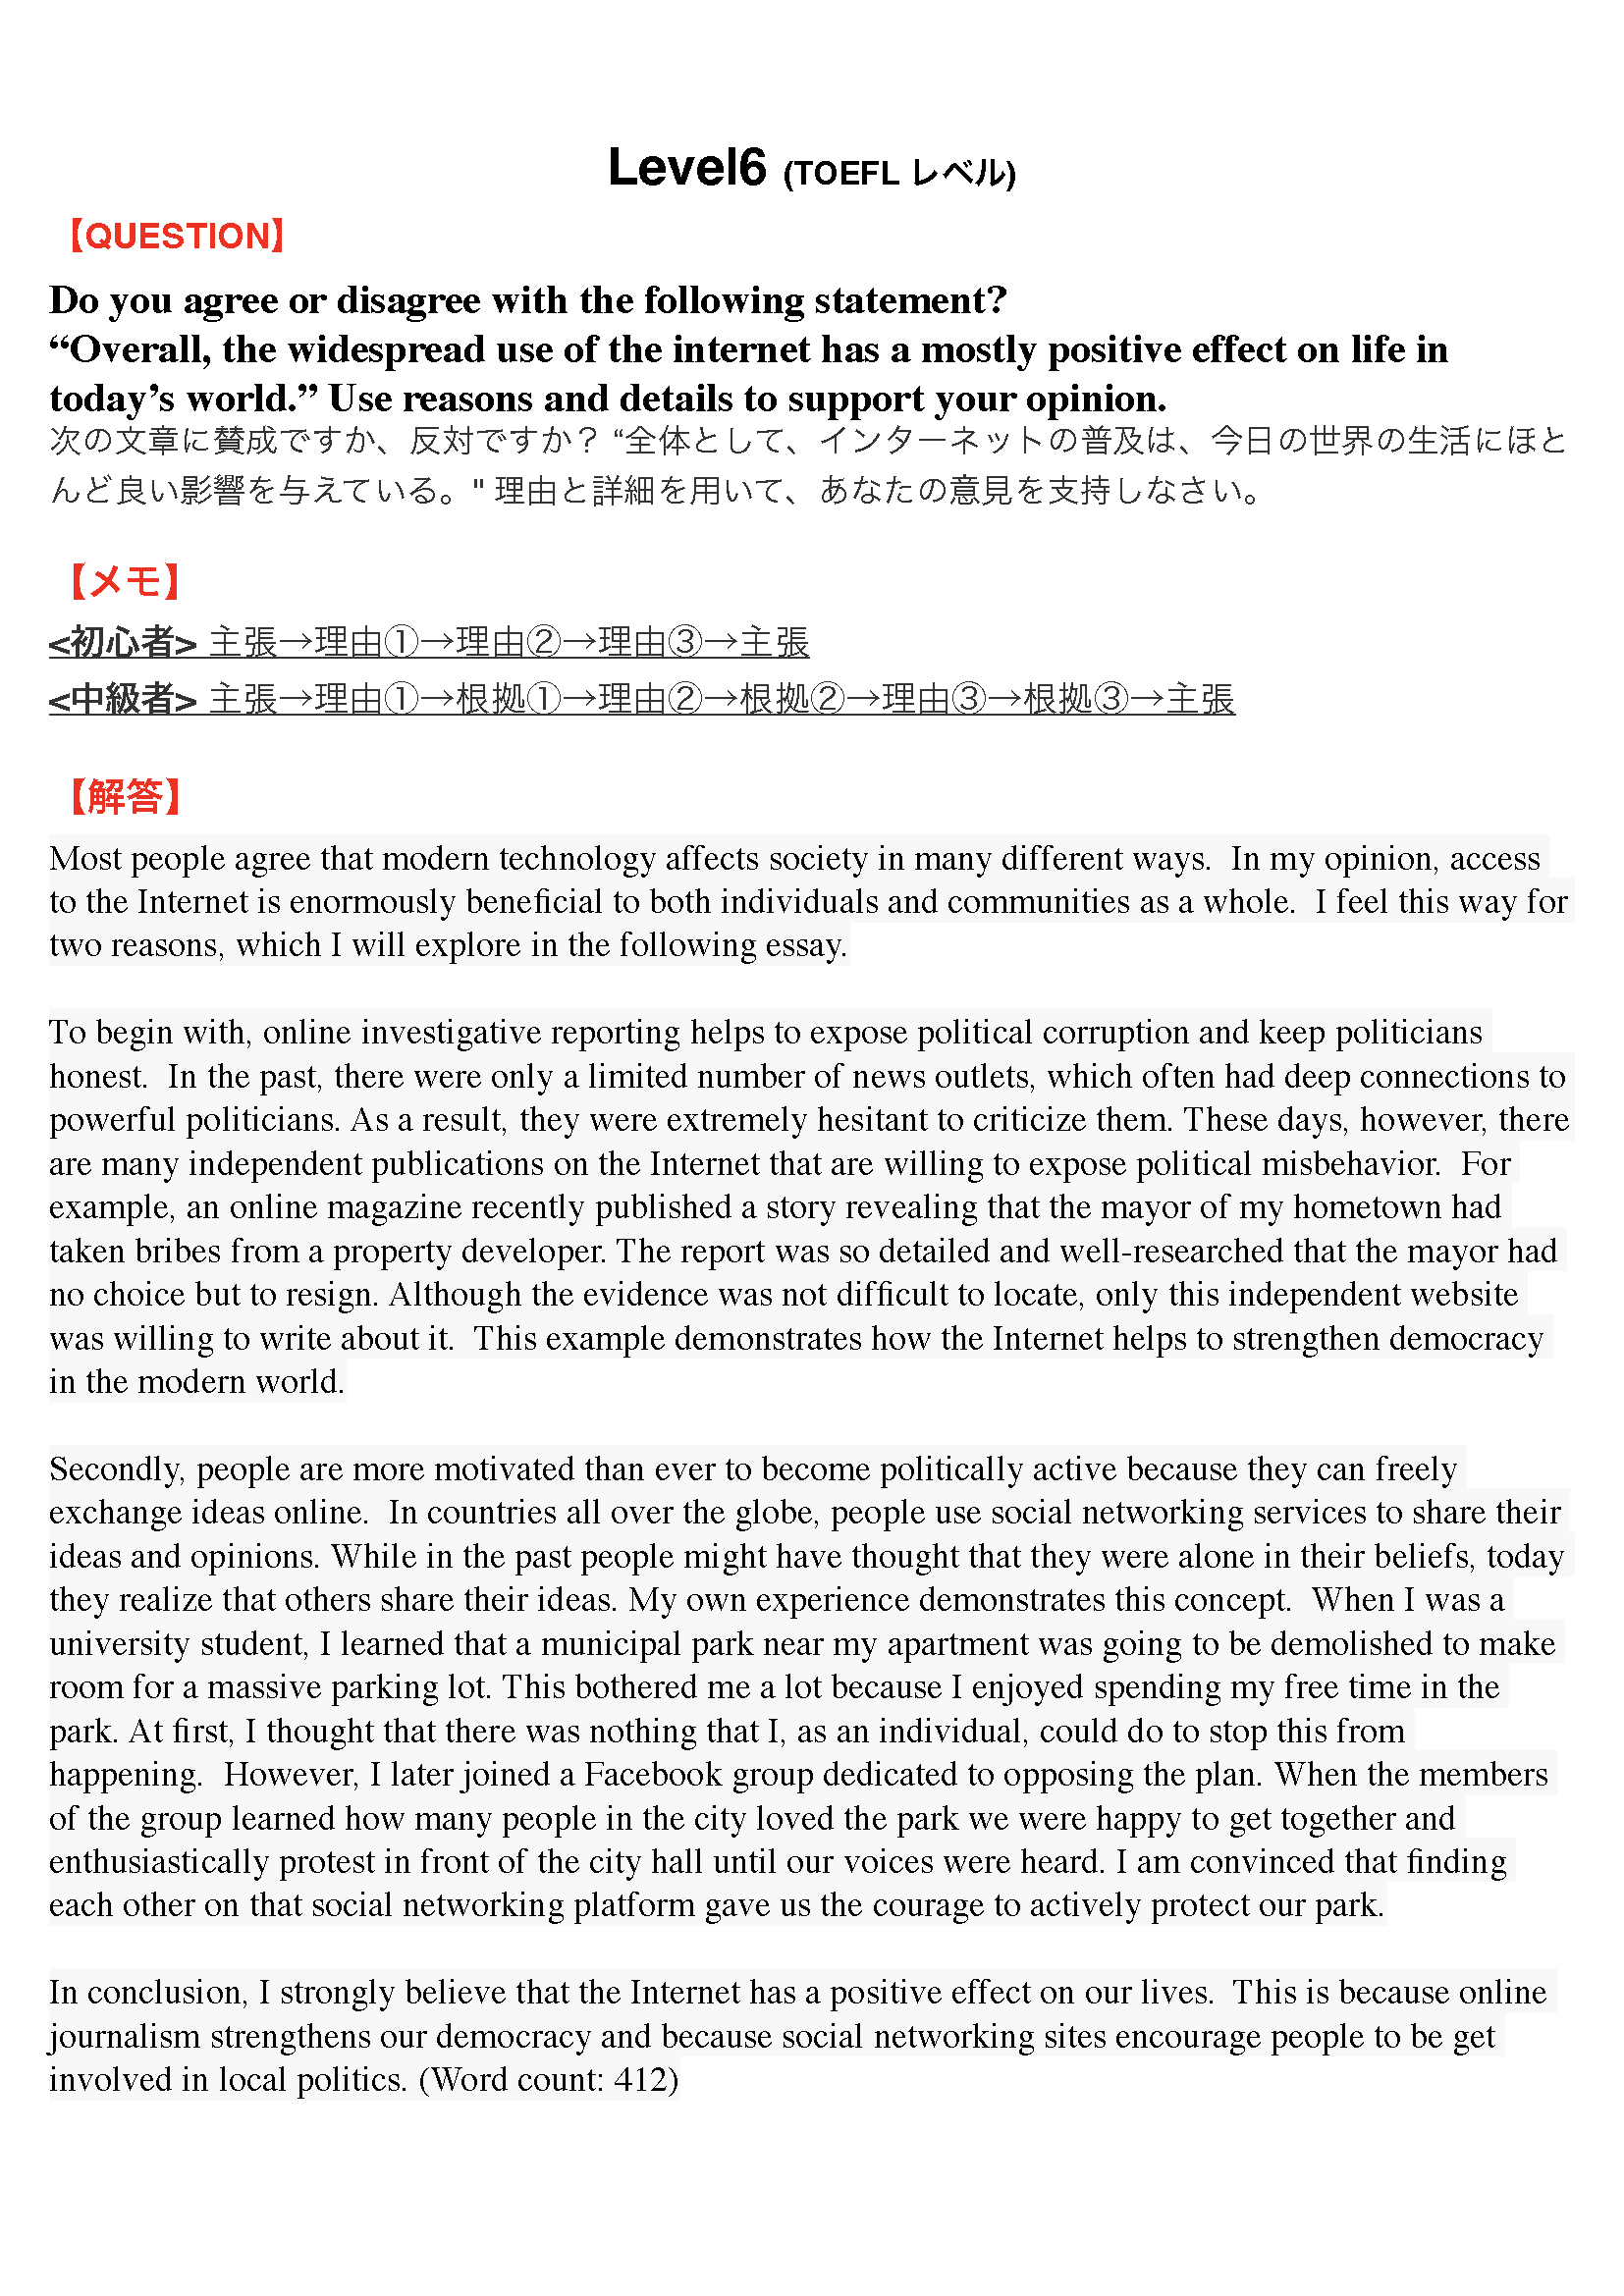 Level6 (TOEFL レベル)
【QUESTION】
Do you agree or disagree with the following statement?
“Overall, the widespread use of the internet has a mostly positive effect on life in
today’s world.” Use reasons and details to support your opinion.
次の文章に賛成ですか、反対ですか？ “全体として、インターネットの普及は、今日の世界の生活にほと
んど良い影響を与えている。" 理由と詳細を用いて、あなたの意見を支持しなさい。
【メモ】
<初心者> 主張→理由①→理由②→理由③→主張
<中級者> 主張→理由①→根拠①→理由②→根拠②→理由③→根拠③→主張
【解答】
Most people agree that modern technology affects society in many different ways.  In my opinion, access
to the Internet is enormously beneficial to both individuals and communities as a whole.  I feel this way for
two reasons, which I will explore in the following essay.
To begin with, online investigative reporting helps to expose political corruption and keep politicians
honest.  In the past, there were only a limited number of news outlets, which often had deep connections to
powerful politicians. As a result, they were extremely hesitant to criticize them. These days, however, there
are many independent publications on the Internet that are willing to expose political misbehavior.  For
example, an online magazine recently published a story revealing that the mayor of my hometown had
taken bribes from a property developer. The report was so detailed and well-researched that the mayor had
no choice but to resign. Although the evidence was not difficult to locate, only this independent website
was willing to write about it.  This example demonstrates how the Internet helps to strengthen democracy
in the modern world.
Secondly, people are more motivated than ever to become politically active because they can freely
exchange ideas online.  In countries all over the globe, people use social networking services to share their
ideas and opinions. While in the past people might have thought that they were alone in their beliefs, today
they realize that others share their ideas. My own experience demonstrates this concept.  When I was a
university student, I learned that a municipal park near my apartment was going to be demolished to make
room for a massive parking lot. This bothered me a lot because I enjoyed spending my free time in the
park. At first, I thought that there was nothing that I, as an individual, could do to stop this from
happening.  However, I later joined a Facebook group dedicated to opposing the plan. When the members
of the group learned how many people in the city loved the park we were happy to get together and
enthusiastically protest in front of the city hall until our voices were heard. I am convinced that finding
each other on that social networking platform gave us the courage to actively protect our park.
In conclusion, I strongly believe that the Internet has a positive effect on our lives.  This is because online
journalism strengthens our democracy and because social networking sites encourage people to be get
involved in local politics. (Word count: 412)